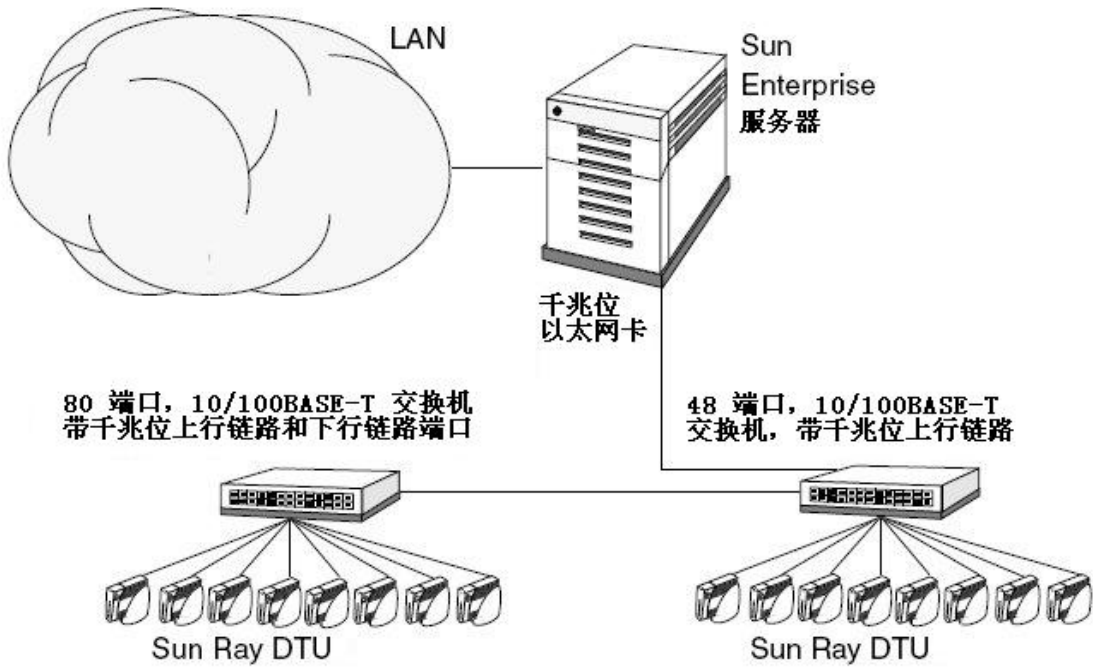 LAN
Sun
Enterprise
服务器
千兆位
以太网卡
80 端口，10/100BASE-T 交换机
带千兆位上行链路和下行链路端口
48 端口，10/100BASE-T
交换机，带千兆位上行链路
Sun Ray DTU
Sun Ray DTU